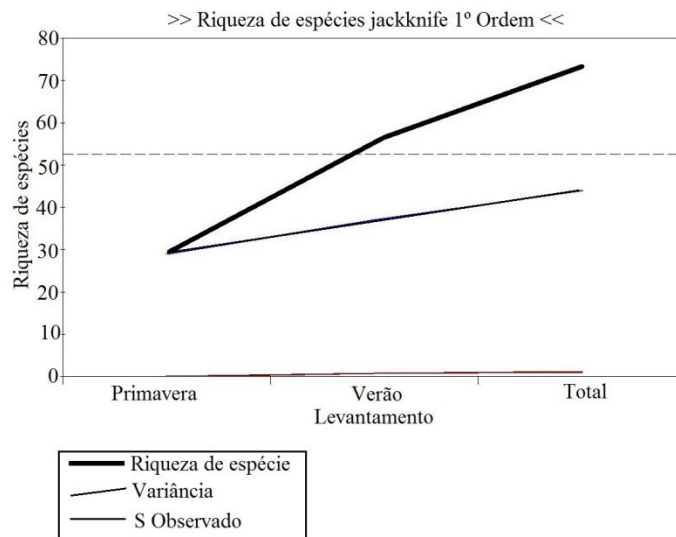 >> Riqueza de espécies jackknife 1º Ordem <<
80
70
60
50
40
30
20
10
0
Riqueza de espécies
Primavera
Verão
Total
Levantamento
Riqueza de espécie
Variância
S Observado